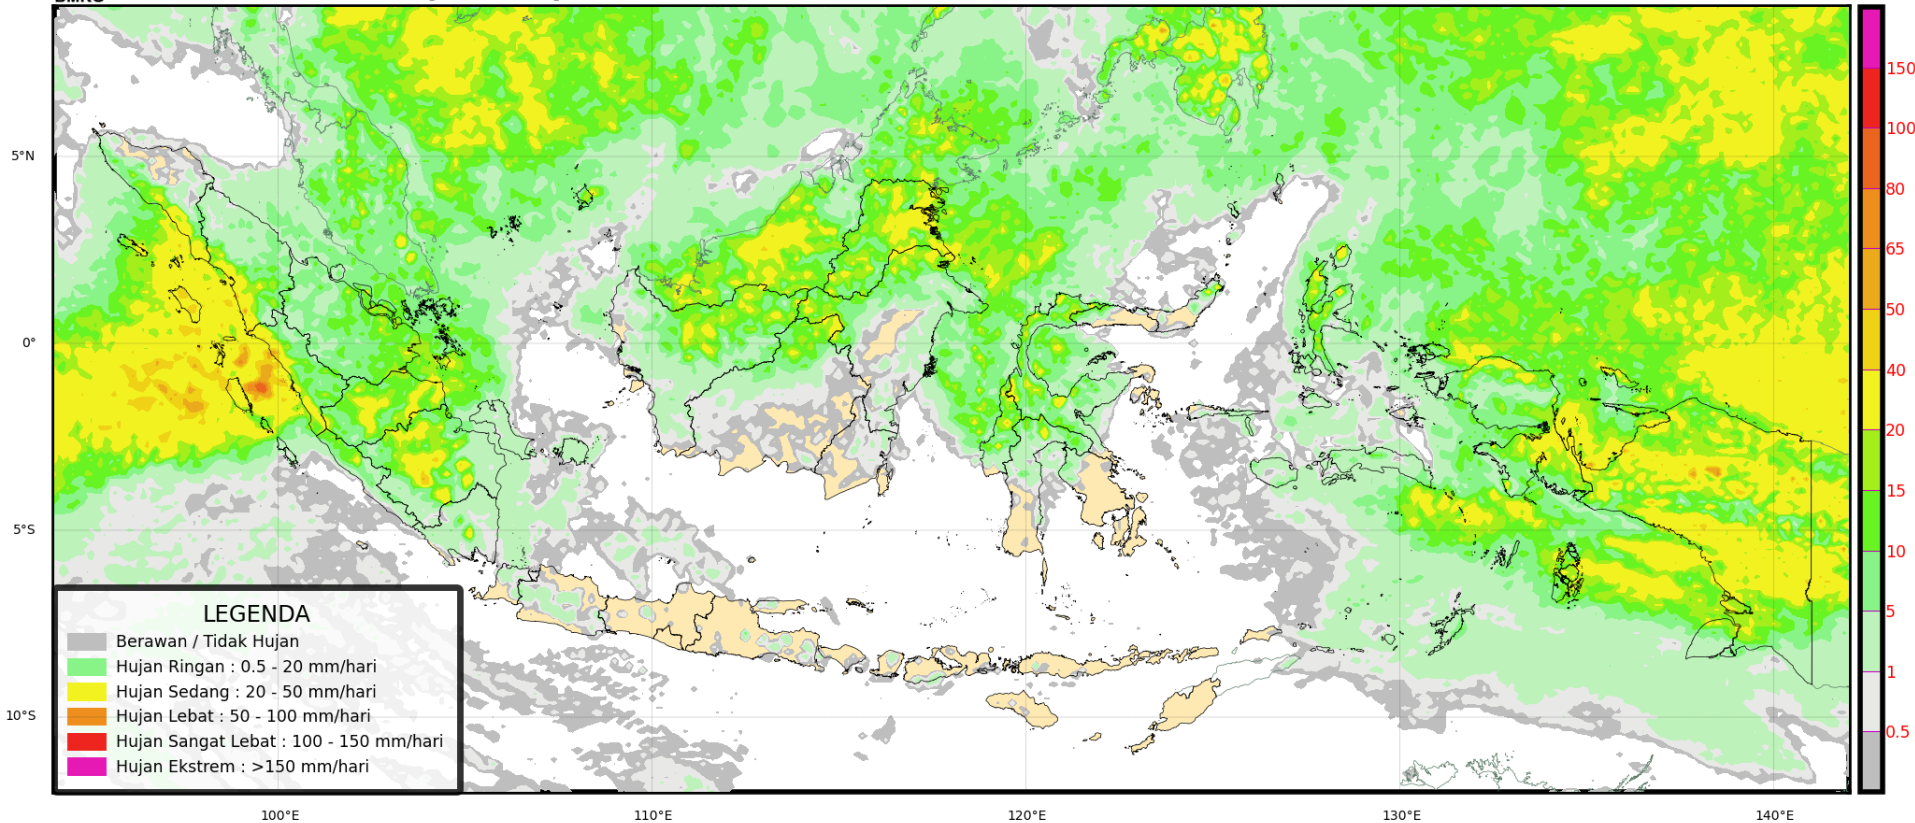 5°N
0°
5°S
10°S
LEGENDA
Berawan / Tidak Hujan
Hujan Ringan : 0.5 - 20 mm/hari
Hujan Sedang : 20 - 50 mm/hari
Hujan Lebat : 50 - 100 mm/hari
Hujan Sangat Lebat : 100 - 150 mm/hari
Hujan Ekstrem : >150 mm/hari
100°E
110°E
120°E
130°E
140°E
150
100
80
65
50
40
20
15
10
5
1
0.5